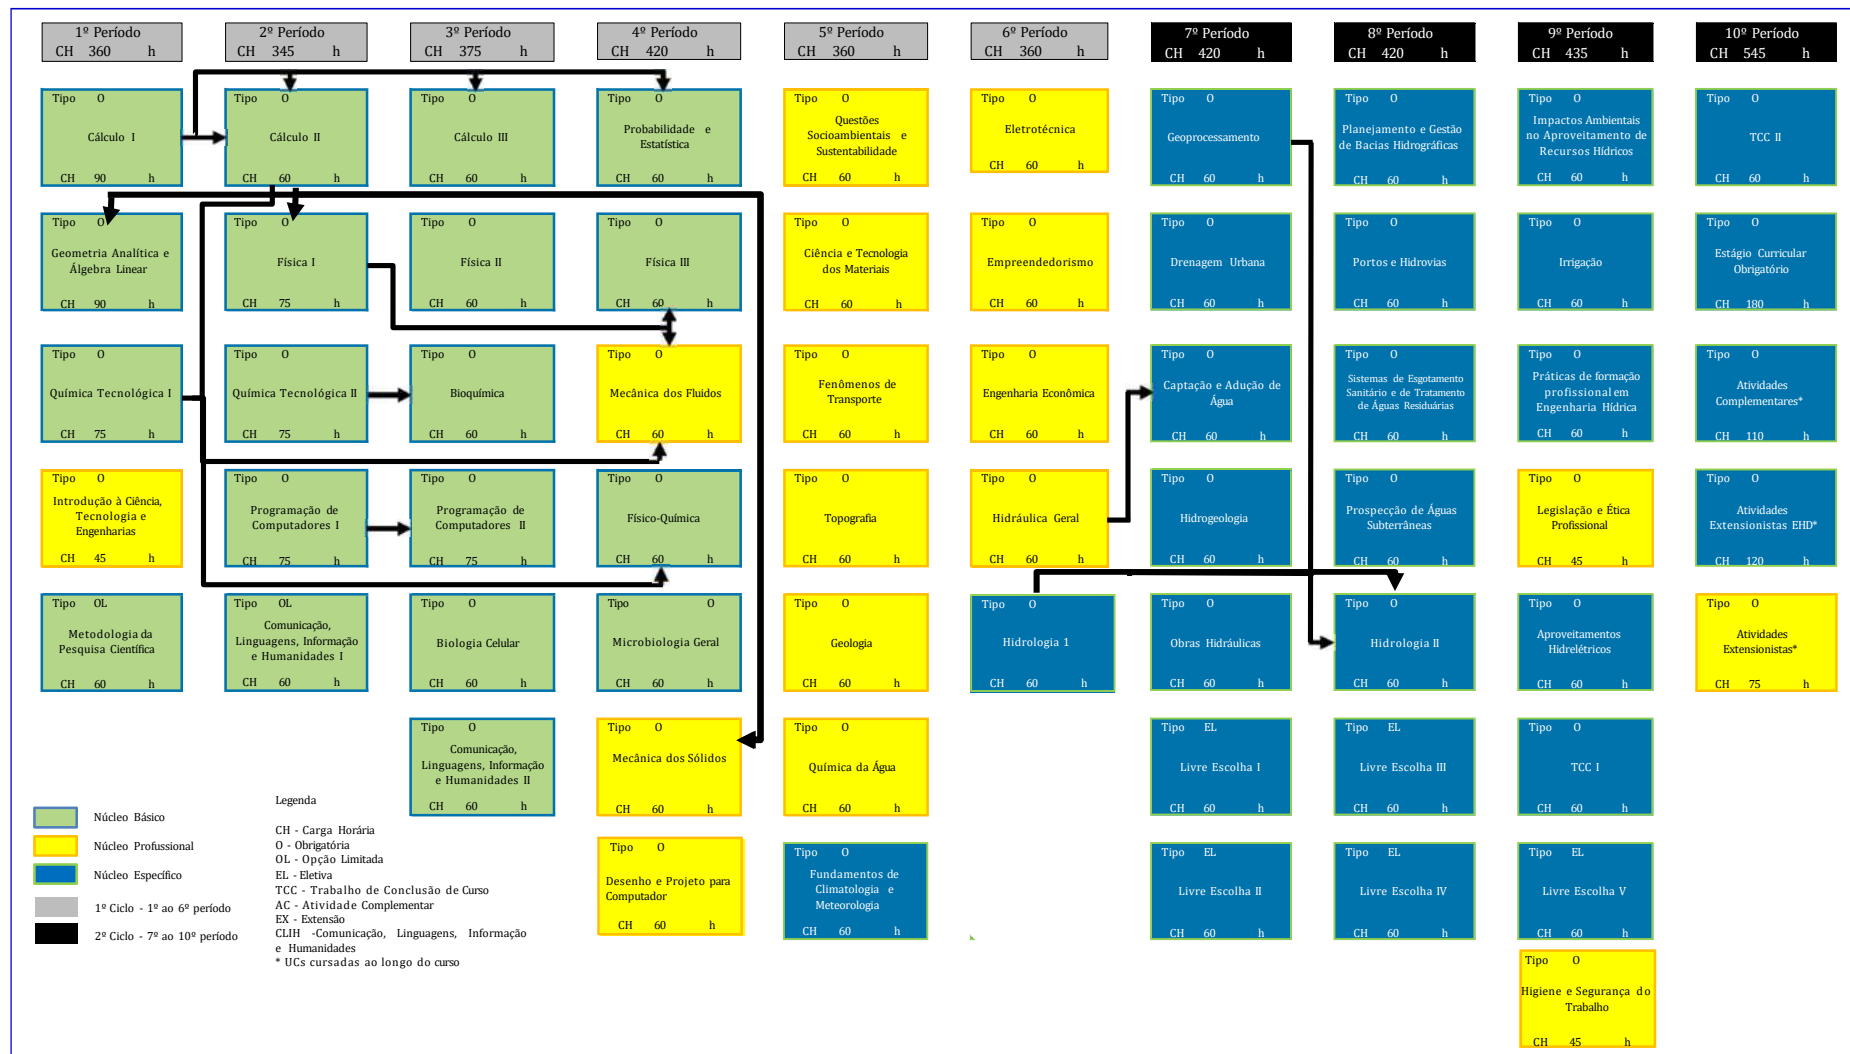 1º Período
CH 360 h
2º Período
CH 345 h
3º Período
CH 375 h
4º Período
CH 420 h
5º Período
CH 360 h
6º Período
CH 360 h
7º Período
CH 420 h
8º Período
CH 420 h
9º Período
CH 435 h
10º Período
CH 545 h
Tipo O
Cálculo I
CH 90 h
Tipo O
Cálculo II
CH 60 h
Tipo O
Cálculo III
CH 60 h
Tipo O
Probabilidade e
Estatística
CH 60 h
Tipo O
Questões
Socioambientais e
Sustentabilidade
CH 60 h
Tipo O
Eletrotécnica
CH 60 h
Tipo O
Geoprocessamento
CH 60 h
Tipo O
Planejamento e Gestão
de Bacias Hidrográficas
CH 60 h
Tipo O
Impactos Ambientais
no Aproveitamento de
Recursos Hídricos
CH 60 h
Tipo O
TCC II
CH 60 h
Tipo O
Geometria Analítica e
Álgebra Linear
CH 90 h
Tipo O
Física I
CH 75 h
Tipo O
Física II
CH 60 h
Tipo O
Física III
CH 60 h
Tipo O
Ciência e Tecnologia
dos Materiais
CH 60 h
Tipo O
Empreendedorismo
CH 60 h
Tipo O
Drenagem Urbana
CH 60 h
Tipo O
Portos e Hidrovias
CH 60 h
Tipo O
Irrigação
CH 60 h
Tipo O
Estágio Curricular
Obrigatório
CH 180 h
Tipo O
Química Tecnológica I
CH 75 h
Tipo O
Química Tecnológica II
CH 75 h
Tipo O
Bioquímica
CH 60 h
Tipo O
Mecânica dos Fluidos
CH 60 h
Tipo O
Fenômenos de
Transporte
CH 60 h
Tipo O
Engenharia Econômica
CH 60 h
Tipo O
Captação e Adução de
Água
CH 60 h
Tipo O
Sistemas de Esgotamento
Sanitário e de Tratamento
de Águas Residuárias
CH 60 h
Tipo O
Práticas de formação
profissional em
Engenharia Hídrica
CH 60 h
Tipo O
Atividades
Complementares*
CH 110 h
Tipo O
Introdução à Ciência,
Tecnologia e
Engenharias
CH 45 h
Tipo O
Programação de
Computadores I
CH 75 h
Tipo O
Programação de
Computadores II
CH 75 h
Tipo O
Físico-Química
CH 60 h
Tipo O
Topografia
CH 60 h
Tipo O
Hidráulica Geral
CH 60 h
Tipo O
Hidrogeologia
CH 60 h
Tipo O
Prospecção de Águas
Subterrâneas
CH 60 h
Tipo O
Legislação e Ética
Profissional
CH 45 h
Tipo O
Atividades
Extensionistas EHD*
CH 120 h
Tipo OL
Metodologia da
Pesquisa Científica
CH 60 h
Tipo OL
Comunicação,
Linguagens, Informação
e Humanidades I
CH 60 h
Tipo O
Biologia Celular
CH 60 h
Tipo O
Microbiologia Geral
CH 60 h
Tipo O
Geologia
CH 60 h
Tipo O
Hidrologia 1
CH 60 h
Tipo O
Obras Hidráulicas
CH 60 h
Tipo O
Hidrologia II
CH 60 h
Tipo O
Aproveitamentos
Hidrelétricos
CH 60 h
Tipo O
Atividades
Extensionistas*
CH 75 h
Tipo O
Comunicação,
Linguagens, Informação
e Humanidades II
CH 60 h
Tipo O
Mecânica dos Sólidos
CH 60 h
Tipo O
Química da Água
CH 60 h
Tipo EL
Livre Escolha I
CH 60 h
Tipo EL
Livre Escolha III
CH 60 h
Tipo O
TCC I
CH 60 h
Tipo O
Desenho e Projeto para
Computador
CH 60 h
Tipo O
Fundamentos de
Climatologia e
Meteorologia
CH 60 h
Tipo EL
Livre Escolha II
CH 60 h
Tipo EL
Livre Escolha IV
CH 60 h
Tipo EL
Livre Escolha V
CH 60 h
Tipo O
Higiene e Segurança do
Trabalho
CH 45 h
Núcleo Básico
Núcleo Profussional
Núcleo Específico
1º Ciclo - 1º ao 6º período
2º Ciclo - 7º ao 10º período
Legenda
CH - Carga Horária
O - Obrigatória
OL - Opção Limitada
EL - Eletiva
TCC - Trabalho de Conclusão de Curso
AC - Atividade Complementar
EX - Extensão
CLIH -Comunicação, Linguagens, Informação
e Humanidades
* UCs cursadas ao longo do curso